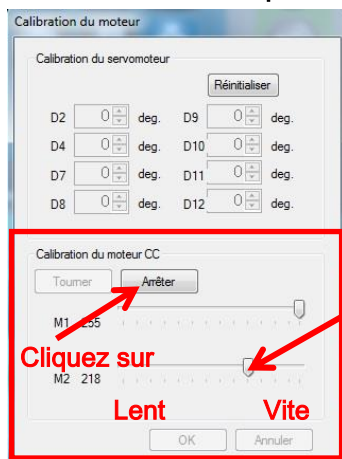 Calibration du moteur
Calibration du servomoteur
Réinitialiser
D2 0 deg. D9 0 deg.
D4 0 deg. D10 0 deg.
D7 0 deg. D11 0 deg.
D8 0 deg. D12 0 deg.
Calibration du moteur CC
Tourner Arrêter
M1 255
Cliquez sur
M2 218
Lent Vite
OK Annuler